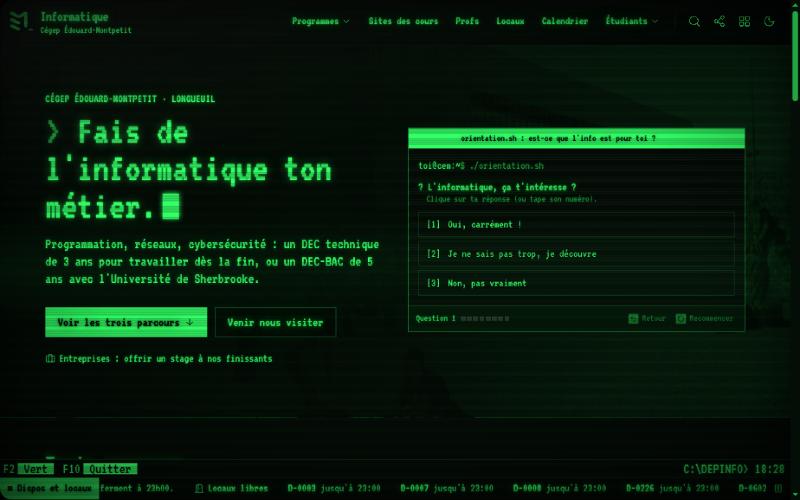 Informatique
Cégep Édouard-Montpetit
Programmes
Sites des cours
Profs
Locaux
Calendrier
Étudiants
CÉGEP ÉDOUARD-MONTPETIT · LONGUEUIL
> Fais de
l'informatique ton
métier.
Programmation, réseaux, cybersécurité : un DEC technique
de 3 ans pour travailler dès la fin, ou un DEC-BAC de 5
ans avec l'Université de Sherbrooke.
Voir les trois parcours ↓
Venir nous visiter
Entreprises : offrir un stage à nos finissants
orientation.sh : est-ce que l'info est pour toi ?
toi@cem:~$ ./orientation.sh
? L'informatique, ça t'intéresse ?
Clique sur ta réponse (ou tape son numéro).
[1] Oui, carrément !
[2] Je ne sais pas trop, je découvre
[3] Non, pas vraiment
Question 1
Retour
Recommencer
F2 Vert F10 Quitter
C:\DEPINFO> 18:28
Dispos et locaux
ferment à 23h00.
Locaux libres
D-0003 jusqu'à 23:00
D-0007 jusqu'à 23:00
D-0008 jusqu'à 23:00
D-0226 jusqu'à 23:00
D-0602